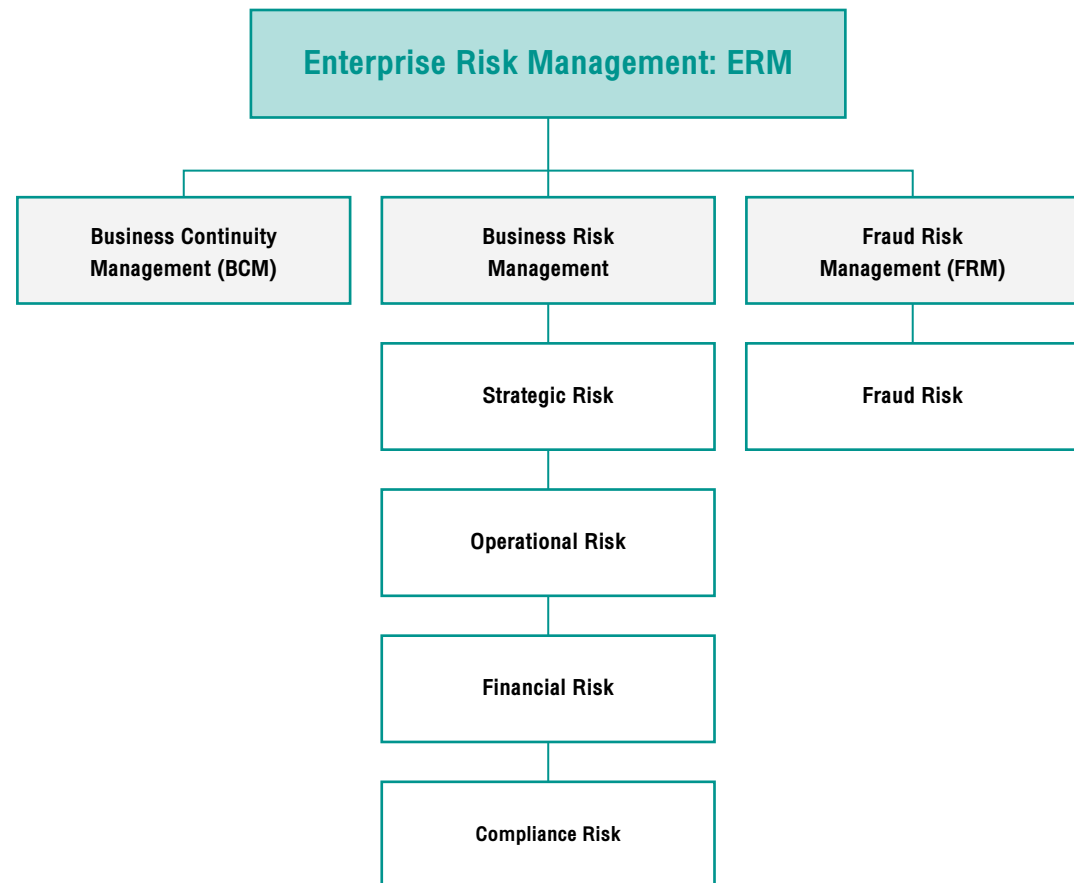 Enterprise Risk Management: ERM
Business Continuity
Management (BCM)
Business Risk
Management
Fraud Risk
Management (FRM)
Strategic Risk
Fraud Risk
Operational Risk
Financial Risk
Compliance Risk